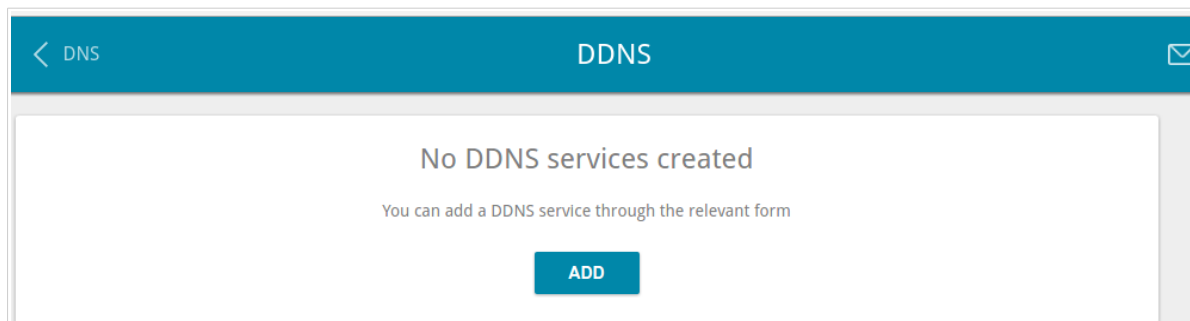 DNS
DDNS
No DDNS services created
You can add a DDNS service through the relevant form
ADD